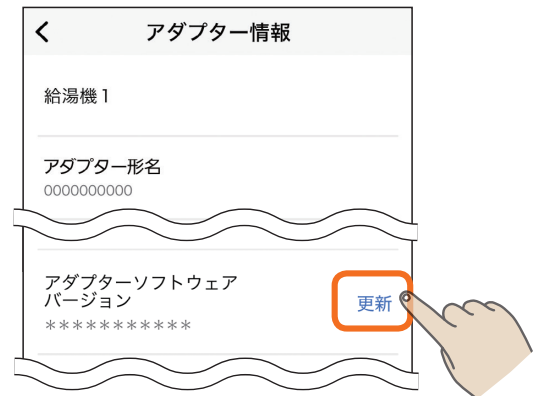 アダプター情報
給湯機1
アダプター形名
0000000000
アダプターソフトウェア
バージョン
***********
更新